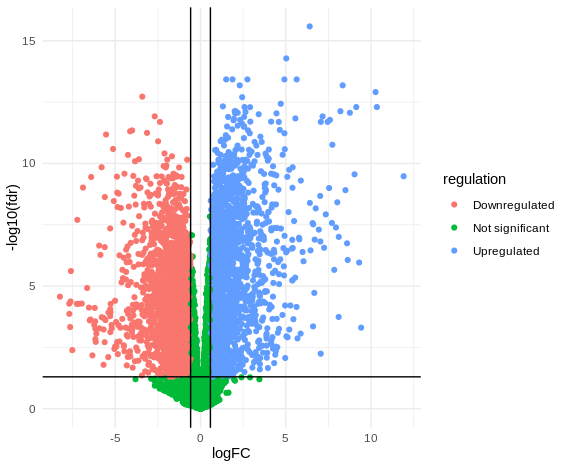 15
10
5
0
-log10(fdr)
-5
0
5
10
logFC
regulation
Downregulated
Not significant
Upregulated